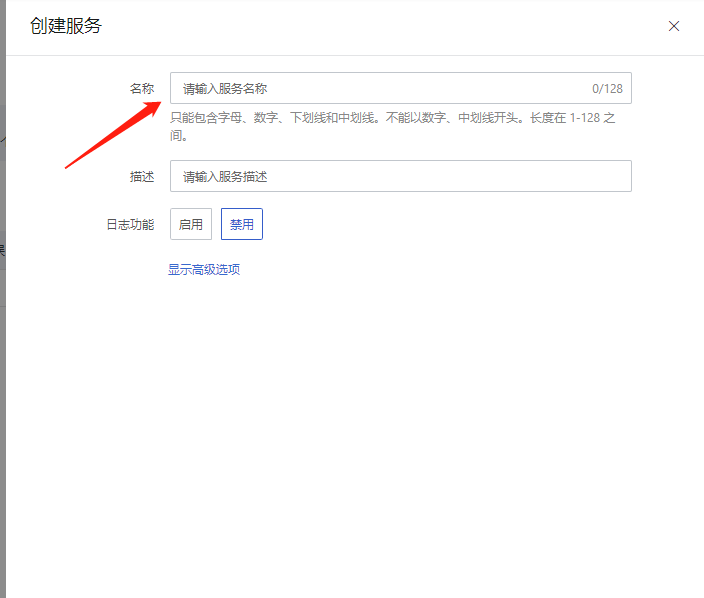 创建服务
名称 请输入服务名称 0/128
只能包含字母、数字、下划线和中划线。不能以数字、中划线开头。长度在 1-128 之
间。
描述 请输入服务描述
日志功能 启用 禁用
显示高级选项